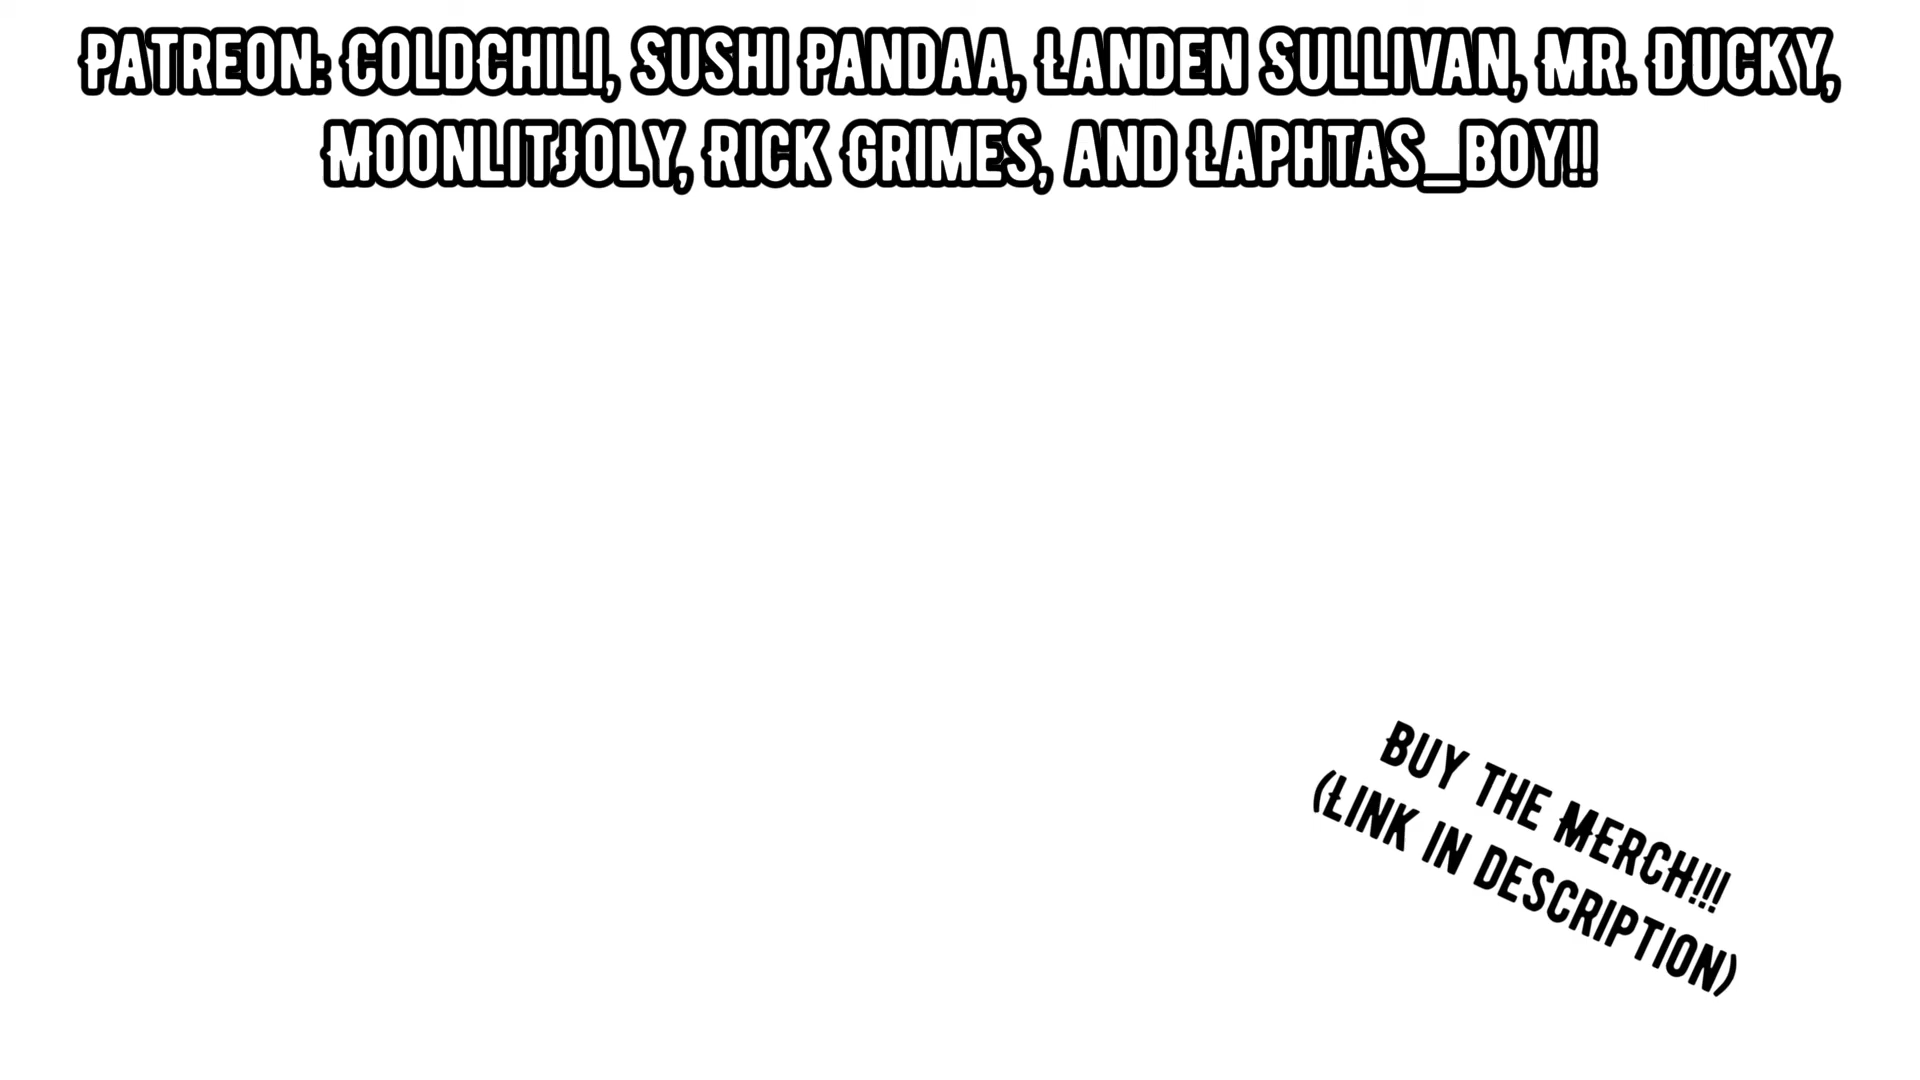 Patreon: ColdChili, Sushi Pandaa, Landen Sullivan, Mr. Ducky,
MoonlitJoly, Rick Grimes, and Laphtas_boy!!
Buy the Merch!!!
(Link in description)